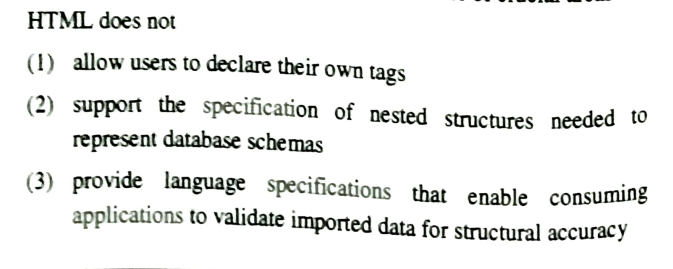 HTML does not
(1) allow users to declare their own tags
(2) support the specification of nested structures needed to
represent database schemas
(3) provide language specifications that enable consuming
applications to validate imported data for structural accuracy